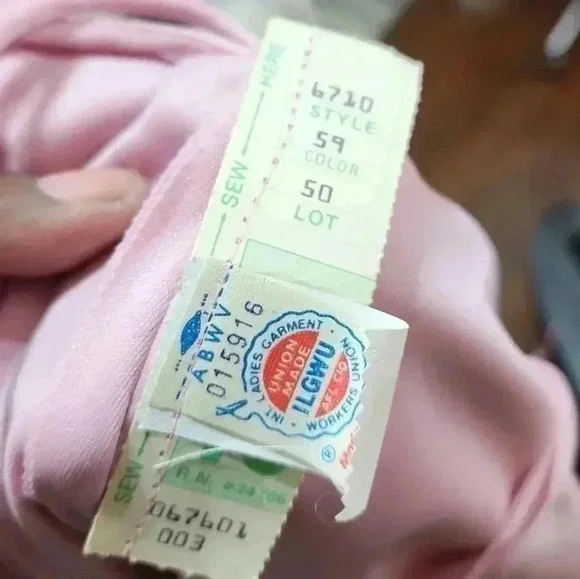 SEW — HERE
6710
STYLE
59
COLOR
50
LOT
ABWV
015916
INT. LADIES GARMENT WORKERS UNION
UNION
MADE
ILGWU
AFL CIO
®
SEW
R.N.
067601
003